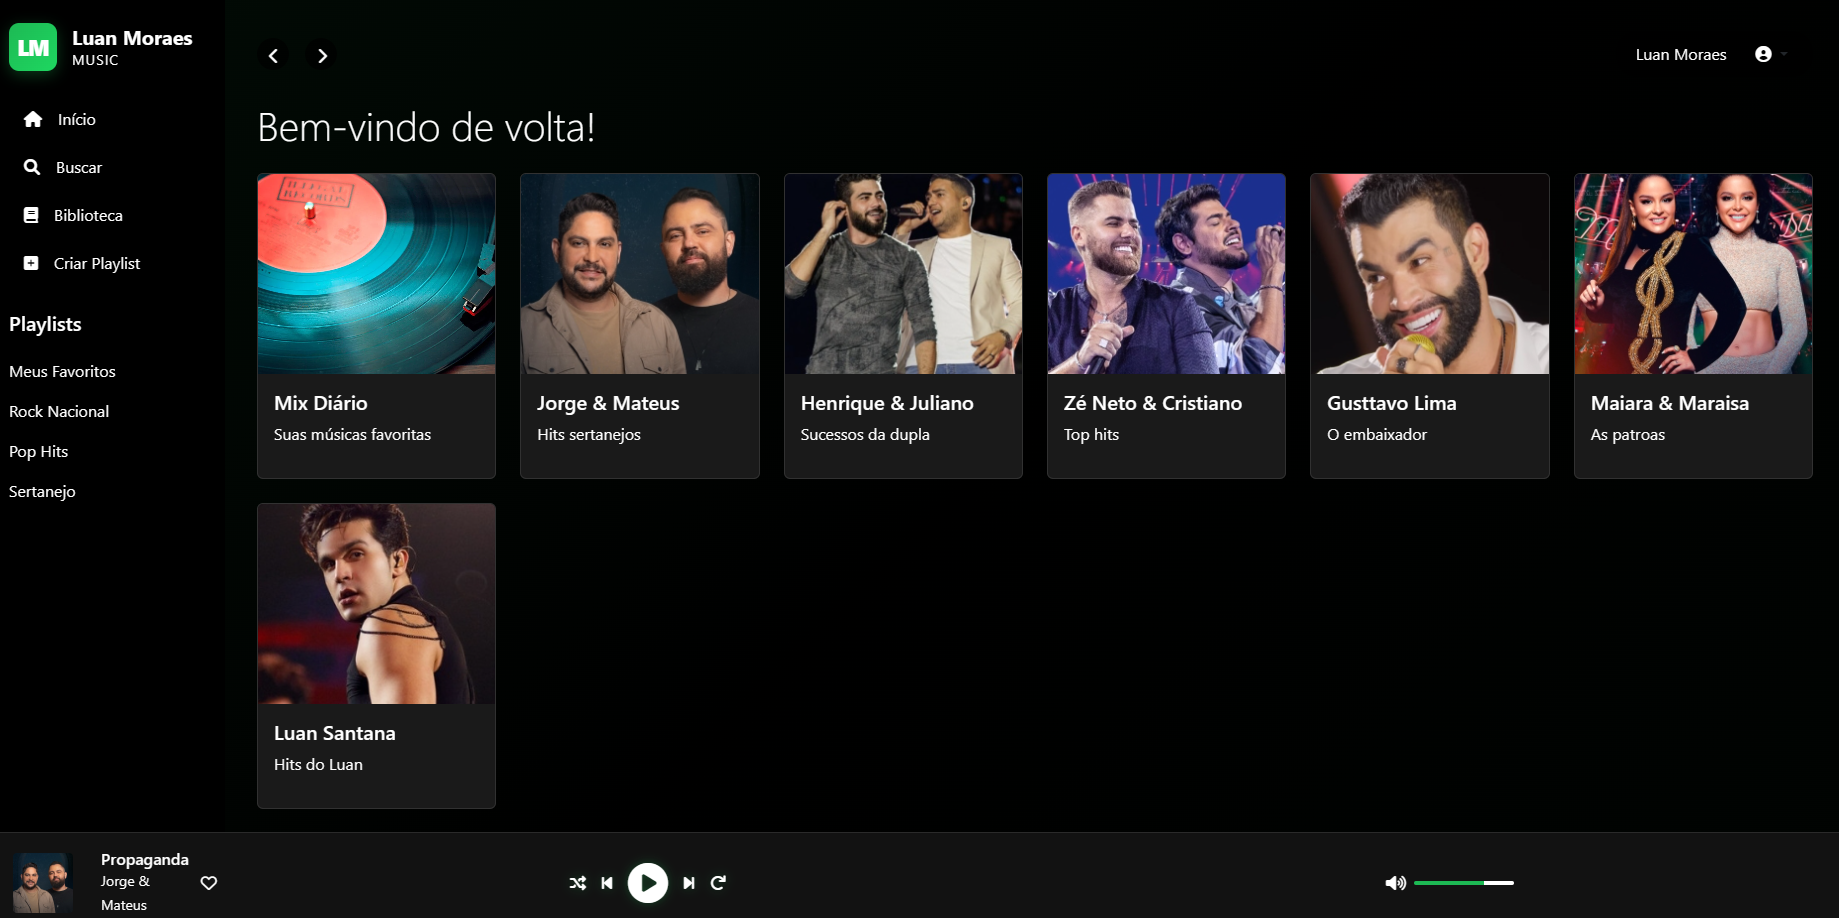 LM
Luan Moraes
MUSIC
Início
Buscar
Biblioteca
Criar Playlist
Playlists
Meus Favoritos
Rock Nacional
Pop Hits
Sertanejo
Luan Moraes
Bem-vindo de volta!
Mix Diário
Suas músicas favoritas
Jorge & Mateus
Hits sertanejos
Henrique & Juliano
Sucessos da dupla
Zé Neto & Cristiano
Top hits
Gusttavo Lima
O embaixador
Maiara & Maraisa
As patroas
Luan Santana
Hits do Luan
Propaganda
Jorge &
Mateus